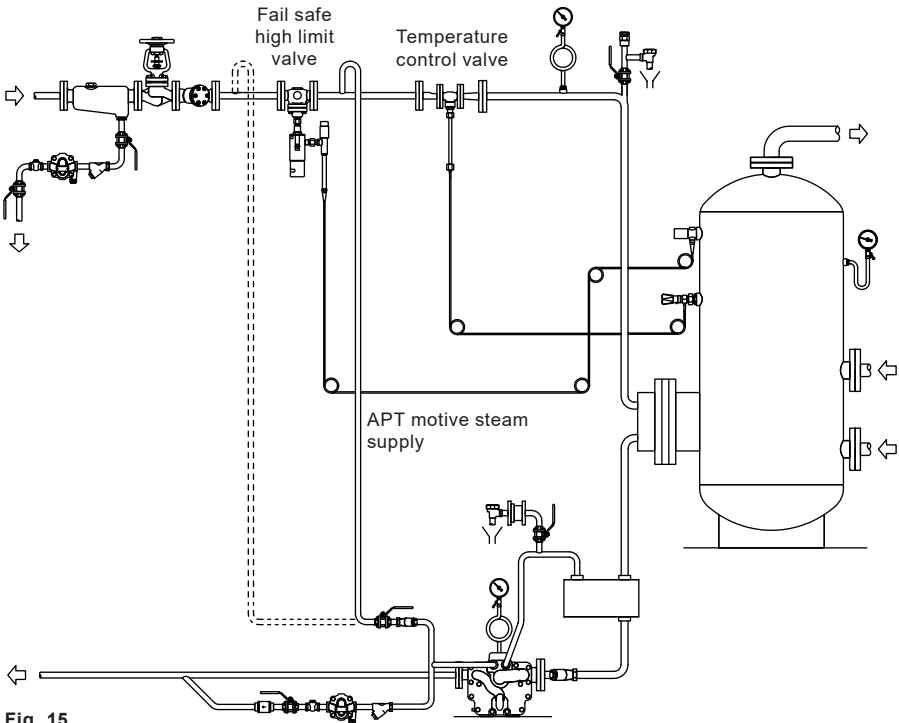 Fail safe
high limit
valve
Temperature
control valve
APT motive steam
supply
Fig. 15